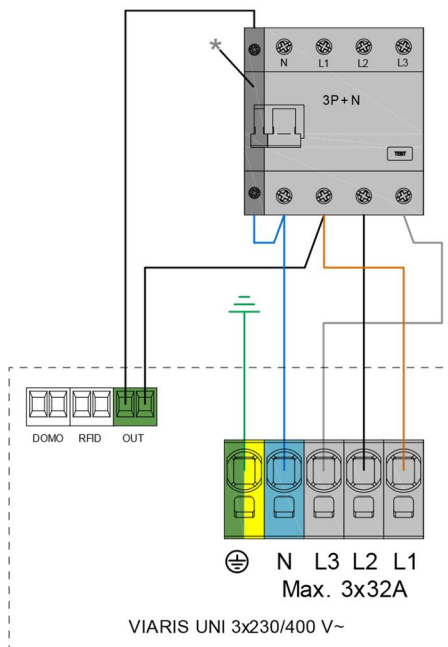 *
N L1 L2 L3
3P+N
TEST
DOMO RFID OUT
N L3 L2 L1
Max. 3x32A
VIARIS UNI 3x230/400 V~